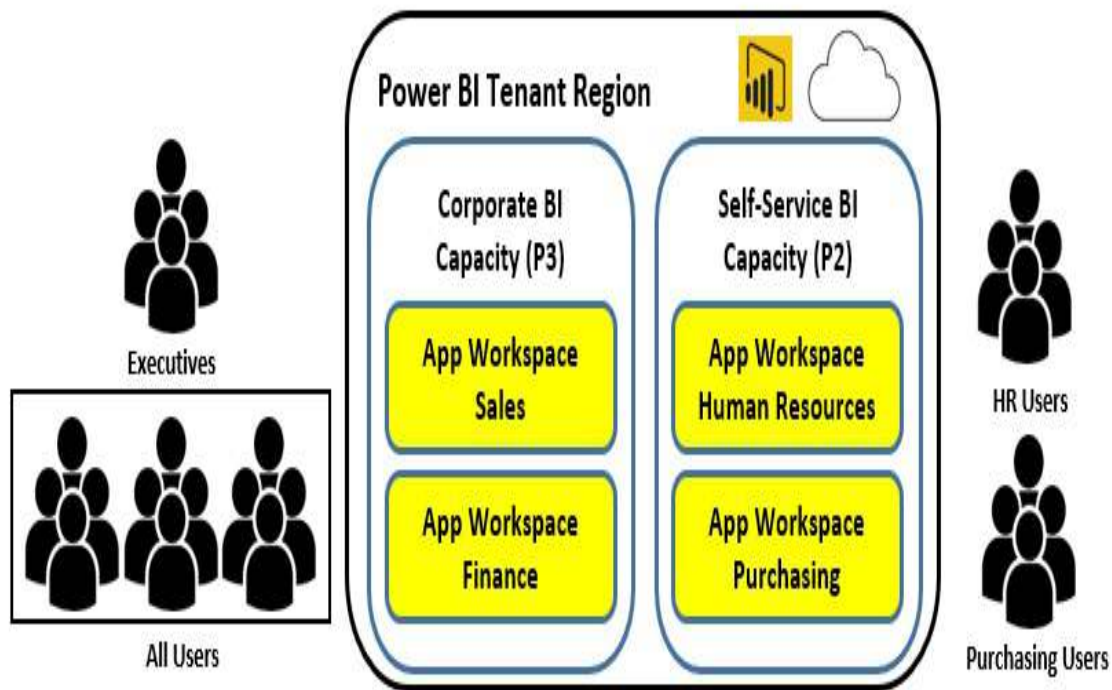 Power BI Tenant Region
Corporate BI
Capacity (P3)
App Workspace
Sales
App Workspace
Finance
Self-Service BI
Capacity (P2)
App Workspace
Human Resources
App Workspace
Purchasing
Executives
All Users
HR Users
Purchasing Users